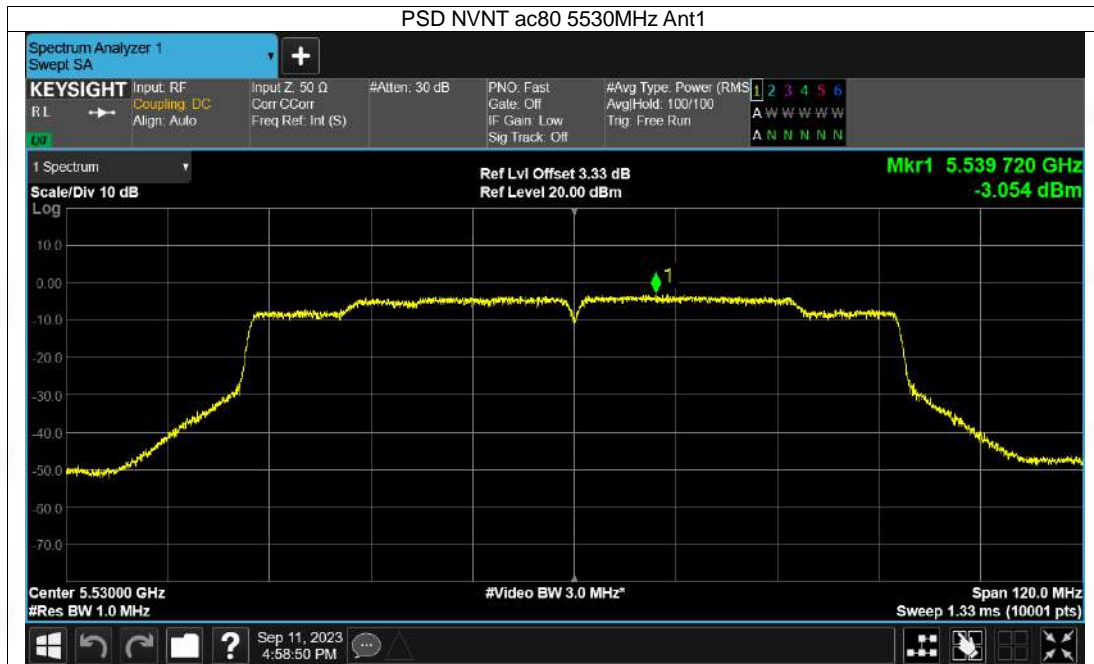 PSD NVNT ac80 5530MHz Ant1
Spectrum Analyzer 1
Swept SA
KEYSIGHT
RL
LXI
Input: RF
Coupling: DC
Align: Auto
Input Z: 50 Ω
Corr CCorr
Freq Ref: Int (S)
#Atten: 30 dB
PNO: Fast
Gate: Off
IF Gain: Low
Sig Track: Off
#Avg Type: Power (RMS
Avg|Hold: 100/100
Trig: Free Run
1 2 3 4 5 6
A W W W W W
A N N N N N
1 Spectrum
Scale/Div 10 dB
Ref Lvl Offset 3.33 dB
Ref Level 20.00 dBm
Mkr1 5.539 720 GHz
-3.054 dBm
Log
10.0
0.00
-10.0
-20.0
-30.0
-40.0
-50.0
-60.0
-70.0
1
Center 5.53000 GHz
#Res BW 1.0 MHz
#Video BW 3.0 MHz*
Span 120.0 MHz
Sweep 1.33 ms (10001 pts)
?
Sep 11, 2023
4:58:50 PM